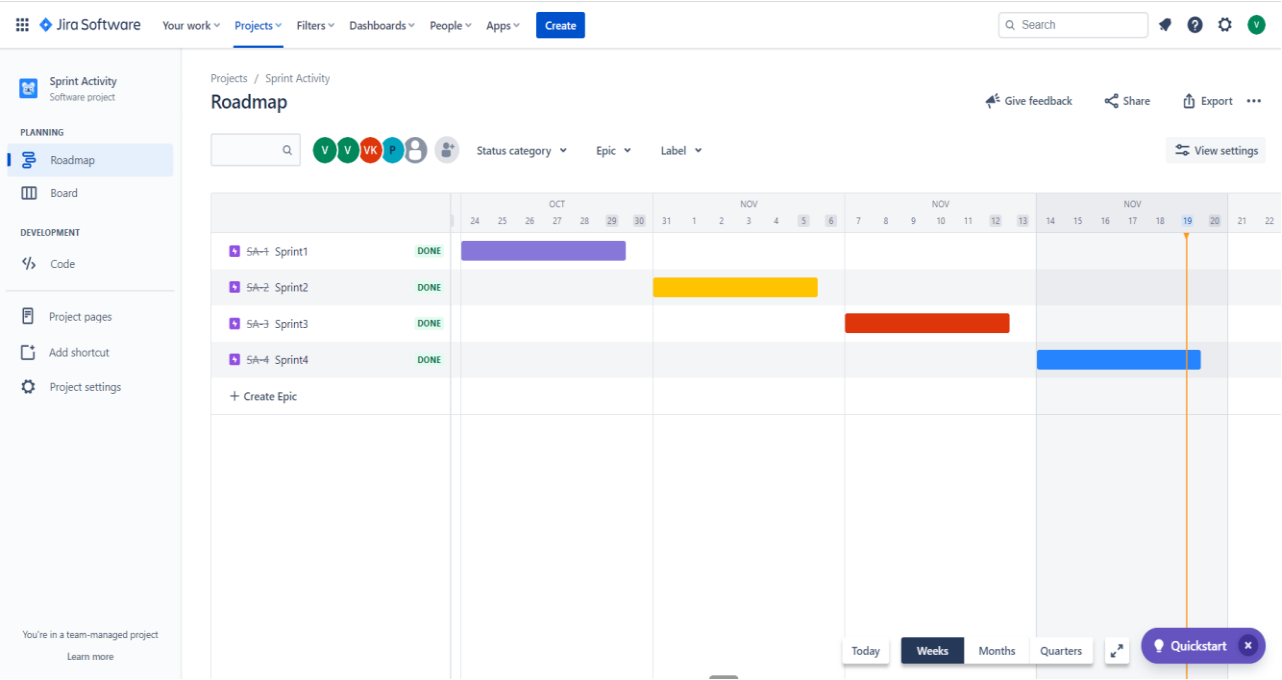 Jira Software Your work Projects Filters Dashboards People Apps Create Search ? V
Sprint Activity
Software project
PLANNING
Roadmap
Board
DEVELOPMENT
Code
Project pages
Add shortcut
Project settings
You're in a team-managed project
Learn more
Projects / Sprint Activity
Roadmap
Give feedback Share Export
V V VK P Status category Epic Label View settings
OCT NOV NOV NOV
24 25 26 27 28 29 30 31 1 2 3 4 5 6 7 8 9 10 11 12 13 14 15 16 17 18 19 20 21 22
SA-1 Sprint1 DONE
SA-2 Sprint2 DONE
SA-3 Sprint3 DONE
SA-4 Sprint4 DONE
+ Create Epic
Today Weeks Months Quarters Quickstart